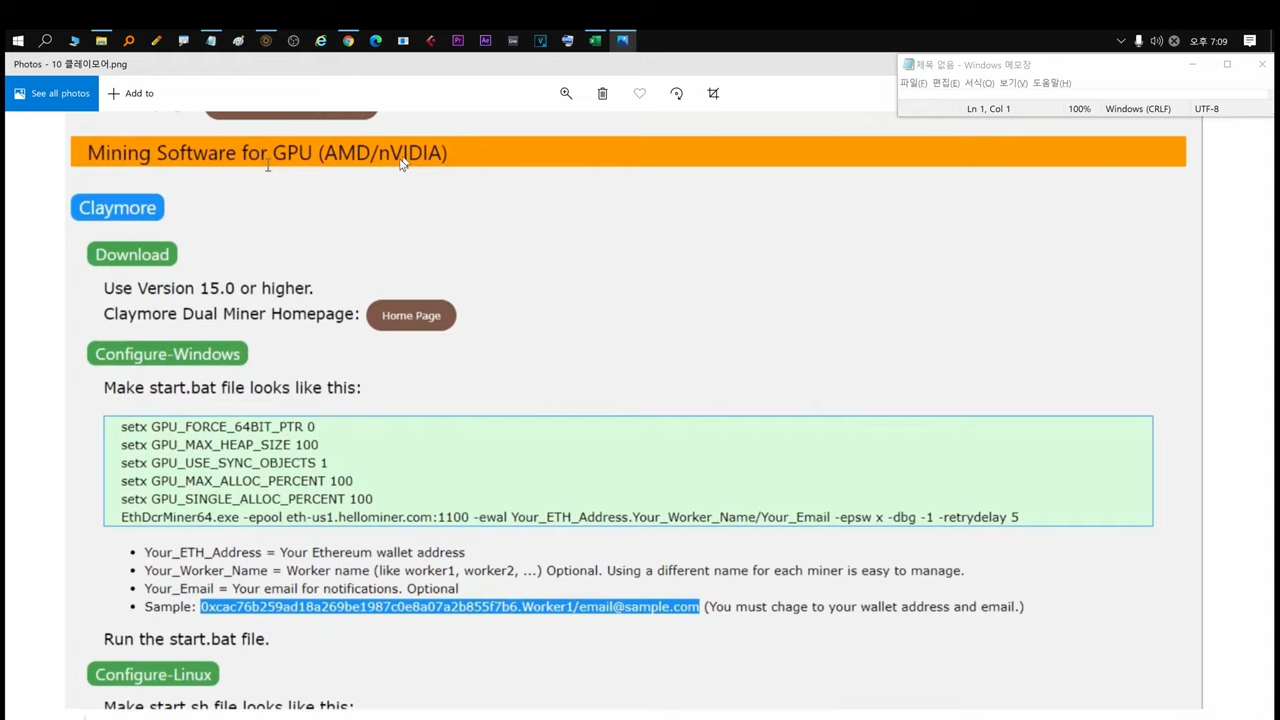 오후 7:09
Photos - 10 클레이모어.png
제목 없음 - Windows 메모장
See all photos
Add to
파일(F) 편집(E) 서식(O) 보기(V) 도움말(H)
Ln 1, Col 1 100% Windows (CRLF) UTF-8
Mining Software for GPU (AMD/nVIDIA)
Claymore
Download
Use Version 15.0 or higher.
Claymore Dual Miner Homepage: Home Page
Configure-Windows
Make start.bat file looks like this:
setx GPU_FORCE_64BIT_PTR 0
setx GPU_MAX_HEAP_SIZE 100
setx GPU_USE_SYNC_OBJECTS 1
setx GPU_MAX_ALLOC_PERCENT 100
setx GPU_SINGLE_ALLOC_PERCENT 100
EthDcrMiner64.exe -epool eth-us1.hellominer.com:1100 -ewal Your_ETH_Address.Your_Worker_Name/Your_Email -epsw x -dbg -1 -retrydelay 5
• Your_ETH_Address = Your Ethereum wallet address
• Your_Worker_Name = Worker name (like worker1, worker2, ...) Optional. Using a different name for each miner is easy to manage.
• Your_Email = Your email for notifications. Optional
• Sample: 0xcac76b259ad18a269be1987c0e8a07a2b855f7b6.Worker1/email@sample.com (You must chage to your wallet address and email.)
Run the start.bat file.
Configure-Linux
Make start.sh file looks like this: